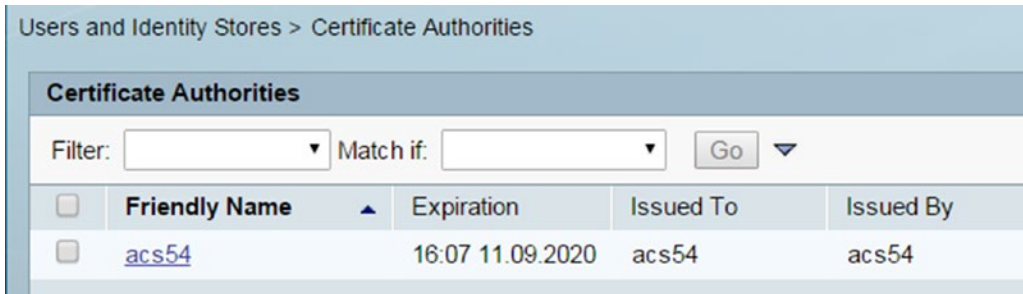 Users and Identity Stores > Certificate Authorities
Certificate Authorities
Filter: Match if: Go
Friendly Name Expiration Issued To Issued By
acs54 16:07 11.09.2020 acs54 acs54